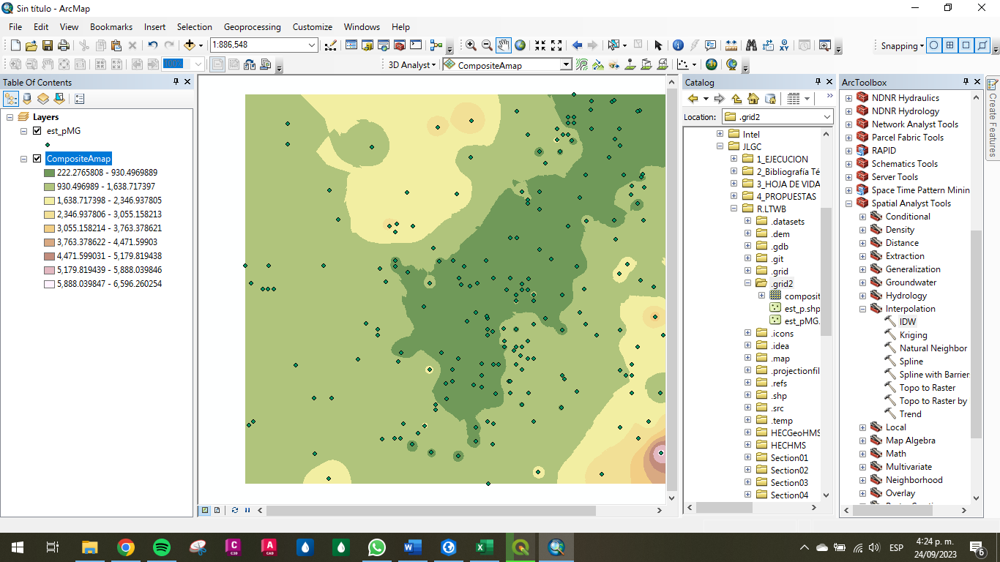 Sin título - ArcMap
File Edit View Bookmarks Insert Selection Geoprocessing Customize Windows Help
1:886,548
Snapping
100%
3D Analyst
CompositeAmap
Table Of Contents
Layers
est_pMG
CompositeAmap
222.2765808 - 930.4969889
930.496989 - 1,638.717397
1,638.717398 - 2,346.937805
2,346.937806 - 3,055.158213
3,055.158214 - 3,763.378621
3,763.378622 - 4,471.59903
4,471.599031 - 5,179.819438
5,179.819439 - 5,888.039846
5,888.039847 - 6,596.260254
Catalog
Location: .grid2
Intel
JLGC
1_EJECUCION
2_Bibliografía Té
3_HOJA DE VIDA
4_PROPUESTAS
R.LTWB
.datasets
.dem
.gdb
.git
.grid
.grid2
composit
est_p.shp
est_pMG.
.icons
.idea
.map
.projectionfil
.refs
.shp
.src
.temp
HECGeoHMS
HECHMS
Section01
Section02
Section03
Section04
ArcToolbox
NDNR Hydraulics
NDNR Hydrology
Network Analyst Tools
Parcel Fabric Tools
RAPID
Schematics Tools
Server Tools
Space Time Pattern Minin
Spatial Analyst Tools
Conditional
Density
Distance
Extraction
Generalization
Groundwater
Hydrology
Interpolation
IDW
Kriging
Natural Neighbor
Spline
Spline with Barrier
Topo to Raster
Topo to Raster by
Trend
Local
Map Algebra
Math
Multivariate
Neighborhood
Overlay
Create Features
ESP
4:24 p. m.
24/09/2023
6